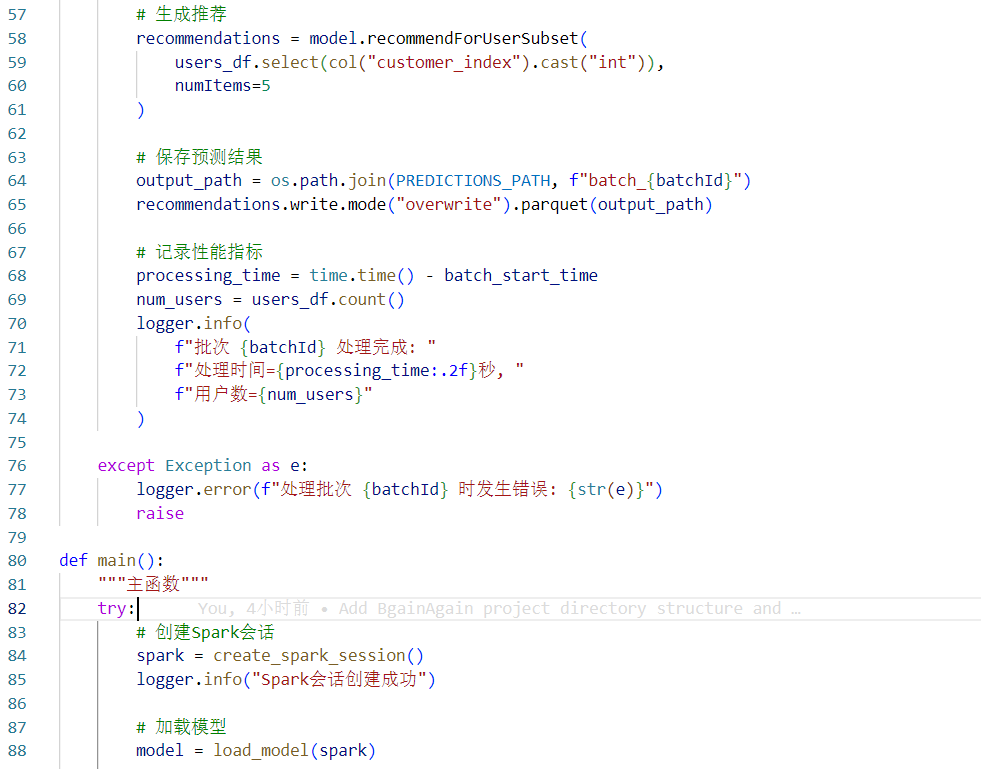 57 # 生成推荐
58 recommendations = model.recommendForUserSubset(
59 users_df.select(col("customer_index").cast("int")),
60 numItems=5
61 )
62
63 # 保存预测结果
64 output_path = os.path.join(PREDICTIONS_PATH, f"batch_{batchId}")
65 recommendations.write.mode("overwrite").parquet(output_path)
66
67 # 记录性能指标
68 processing_time = time.time() - batch_start_time
69 num_users = users_df.count()
70 logger.info(
71 f"批次 {batchId} 处理完成: "
72 f"处理时间={processing_time:.2f}秒, "
73 f"用户数={num_users}"
74 )
75
76 except Exception as e:
77 logger.error(f"处理批次 {batchId} 时发生错误: {str(e)}")
78 raise
79
80 def main():
81 """主函数"""
82 try: You, 4小时前 • Add BgainAgain project directory structure and …
83 # 创建Spark会话
84 spark = create_spark_session()
85 logger.info("Spark会话创建成功")
86
87 # 加载模型
88 model = load_model(spark)